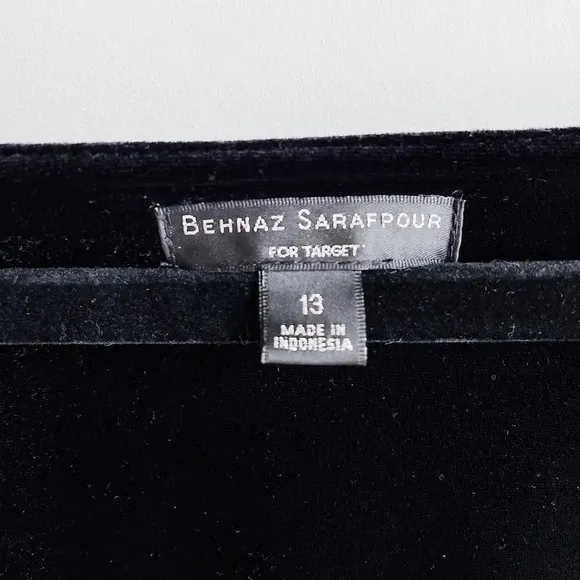 BEHNAZ SARAFPOUR
FOR TARGET
13
MADE IN
INDONESIA